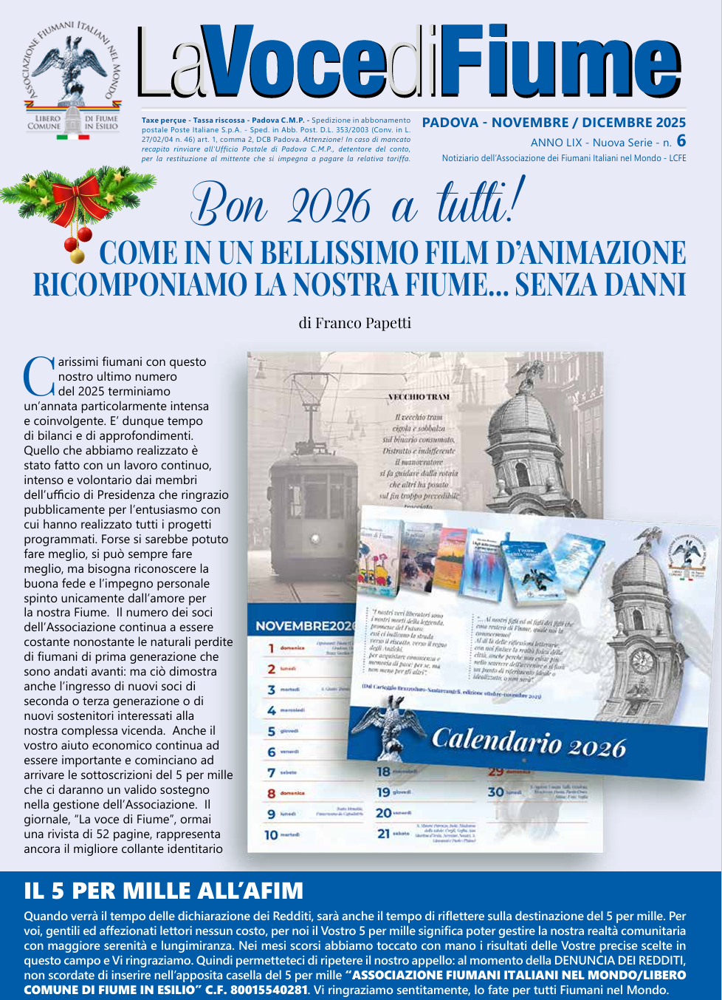 ASSOCIAZIONE FIUMANI ITALIANI NEL MONDO
LIBERO COMUNE DI FIUME IN ESILIO
LaVocediFiume
Taxe perçue - Tassa riscossa - Padova C.M.P. - Spedizione in abbonamento
postale Poste Italiane S.p.A. - Sped. in Abb. Post. D.L. 353/2003 (Conv. in L.
27/02/04 n. 46) art. 1, comma 2, DCB Padova. Attenzione! In caso di mancato
recapito rinviare all'Ufficio Postale di Padova C.M.P., detentore del conto,
per la restituzione al mittente che si impegna a pagare la relativa tariffa.
PADOVA - NOVEMBRE / DICEMBRE 2025
ANNO LIX - Nuova Serie - n. 6
Notiziario dell'Associazione dei Fiumani Italiani nel Mondo - LCFE
Bon 2026 a tutti!
COME IN UN BELLISSIMO FILM D'ANIMAZIONE
RICOMPONIAMO LA NOSTRA FIUME... SENZA DANNI
di Franco Papetti
Carissimi fiumani con questo
nostro ultimo numero
del 2025 terminiamo
un'annata particolarmente intensa
e coinvolgente. E' dunque tempo
di bilanci e di approfondimenti.
Quello che abbiamo realizzato è
stato fatto con un lavoro continuo,
intenso e volontario dai membri
dell'ufficio di Presidenza che ringrazio
pubblicamente per l'entusiasmo con
cui hanno realizzato tutti i progetti
programmati. Forse si sarebbe potuto
fare meglio, si può sempre fare
meglio, ma bisogna riconoscere la
buona fede e l'impegno personale
spinto unicamente dall'amore per
la nostra Fiume.  Il numero dei soci
dell'Associazione continua a essere
costante nonostante le naturali perdite
di fiumani di prima generazione che
sono andati avanti: ma ciò dimostra
anche l'ingresso di nuovi soci di
seconda o terza generazione o di
nuovi sostenitori interessati alla
nostra complessa vicenda.  Anche il
vostro aiuto economico continua ad
essere importante e cominciano ad
arrivare le sottoscrizioni del 5 per mille
che ci daranno un valido sostegno
nella gestione dell'Associazione.  Il
giornale, "La voce di Fiume", ormai
una rivista di 52 pagine, rappresenta
ancora il migliore collante identitario
VECCHIO TRAM
Il vecchio tram
cigola e sobbalza
sul binario consumato.
Distratto e indifferente
il manovratore
si fa guidare dalla rotaia
che altri ha posato
sul fin troppo prevedibile
tracciato
"I nostri veri liberatori sono
i nostri morti della leggenda,
promesse del Futuro:
essi ci indicano la strada
verso il riscatto, verso il regno
degli Antichi.
per acquistare conoscenza e
memoria di pace: per se, ma
non meno per gli altri".
"... Ai nostri figli ed ai figli dei figli che
cosa resterà di Fiume, quale noi la
conoscemmo?
Al di là delle riflessioni letterarie,
con noi finisce la realtà fisica della
città, anche perché non esiste più
nello scorrere dell'avvenire o si farà
un punto di riferimento ideale o
idealizzato, o non sarà".
(Dal Carteggio Brazzoduro-Santarcangeli, edizione ottobre-novembre 2025)
Calendario 2026
NOVEMBRE2026
1 domenica
2 lunedì
3 martedì
4 mercoledì
5 giovedì
6 venerdì
7 sabato
8 domenica
9 lunedì
10 martedì
18 mercoledì
19 giovedì
20 venerdì
21 sabato
29 domenica
30 lunedì
IL 5 PER MILLE ALL'AFIM
Quando verrà il tempo delle dichiarazione dei Redditi, sarà anche il tempo di riflettere sulla destinazione del 5 per mille. Per
voi, gentili ed affezionati lettori nessun costo, per noi il Vostro 5 per mille significa poter gestire la nostra realtà comunitaria
con maggiore serenità e lungimiranza. Nei mesi scorsi abbiamo toccato con mano i risultati delle Vostre precise scelte in
questo campo e Vi ringraziamo. Quindi permetteteci di ripetere il nostro appello: al momento della DENUNCIA DEI REDDITI,
non scordate di inserire nell'apposita casella del 5 per mille "ASSOCIAZIONE FIUMANI ITALIANI NEL MONDO/LIBERO
COMUNE DI FIUME IN ESILIO" C.F. 80015540281. Vi ringraziamo sentitamente, lo fate per tutti Fiumani nel Mondo.